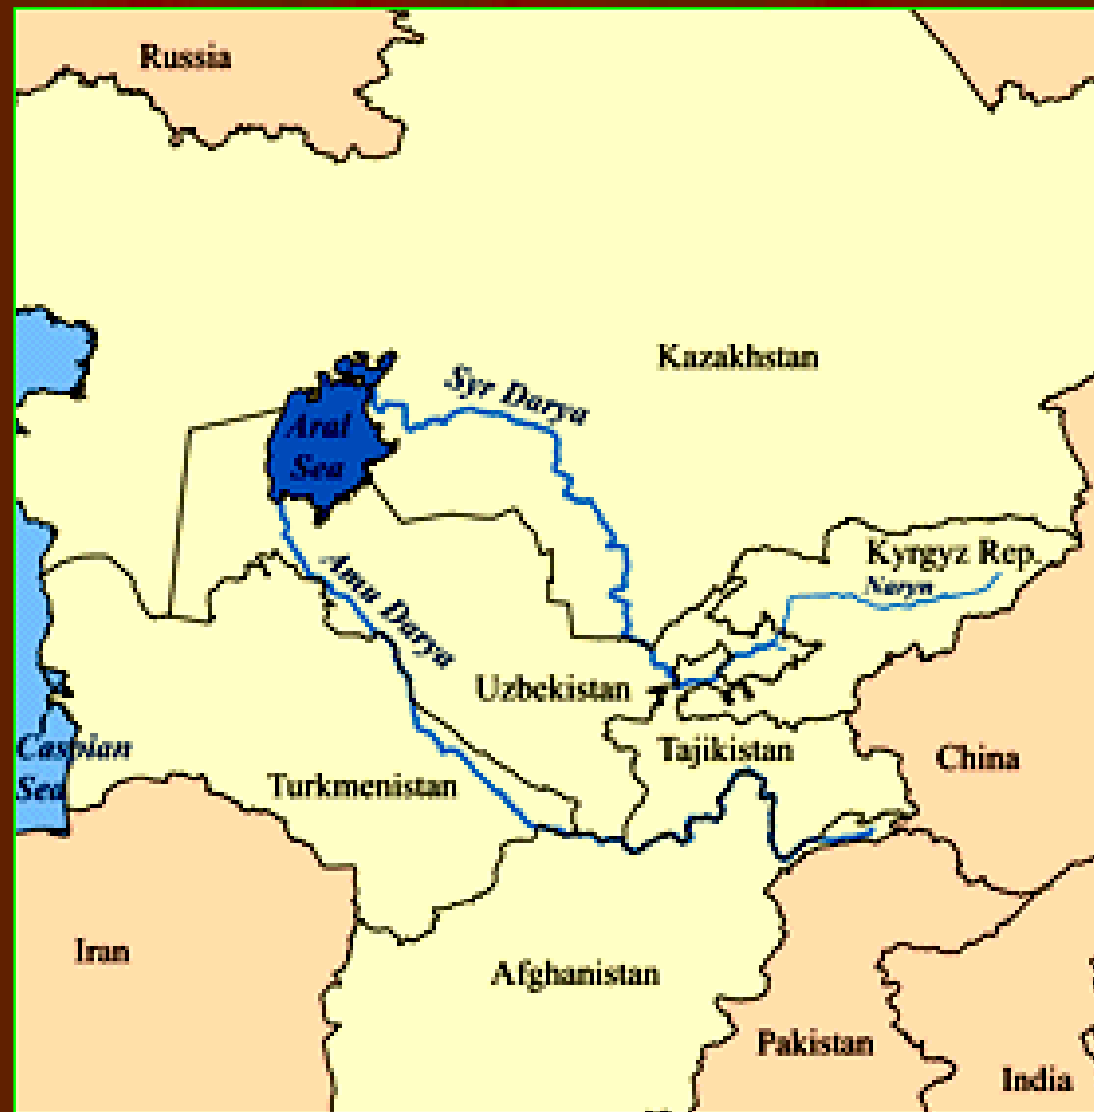 Russia
Kazakhstan
Syr Darya
Aral
Sea
Kyrgyz Rep.
Naryn
Amu Darya
Uzbekistan
Tajikistan
Caspian
Sea
Turkmenistan
China
Iran
Afghanistan
Pakistan
India